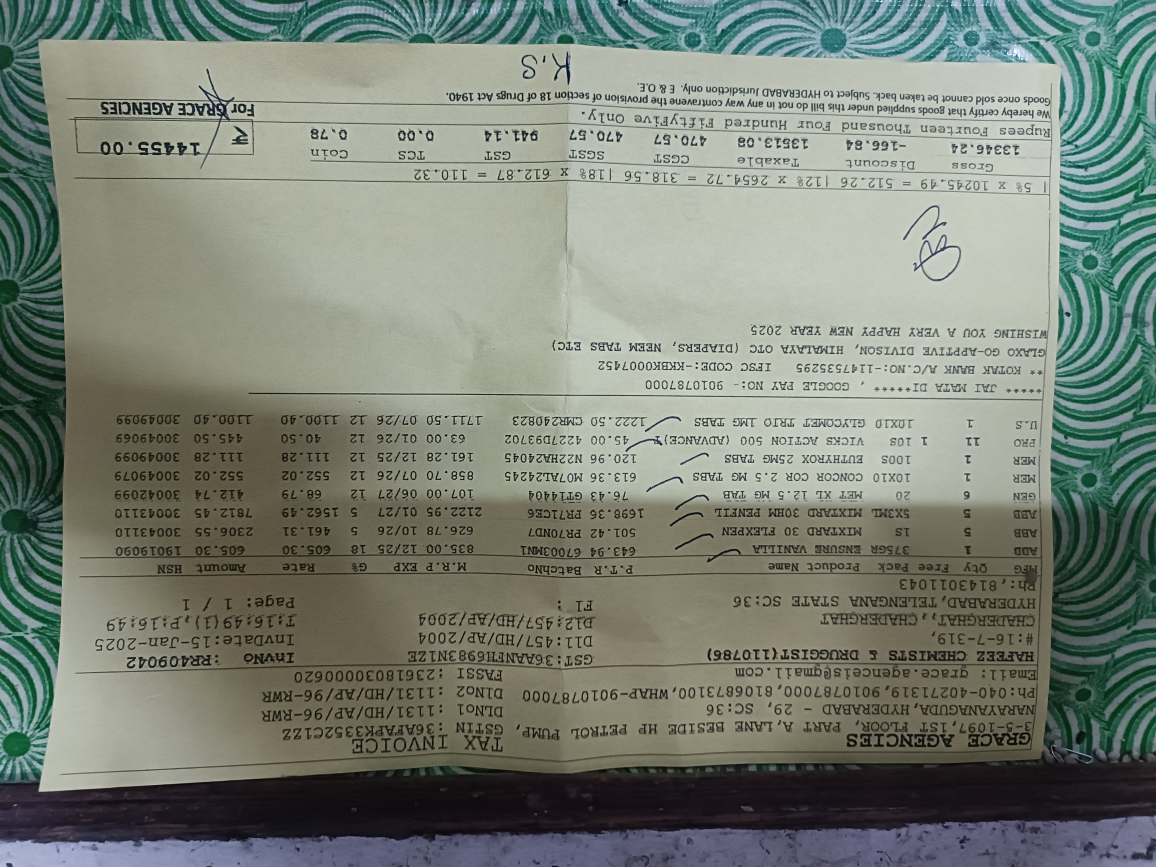 GRACE AGENCIES TAX INVOICE
3-5-1097,1ST FLOOR, PART A,LANE BESIDE HP PETROL PUMP, GSTIN :36AFAPK3352C1ZZ
NARAYANAGUDA,HYDERABAD - 29, SC:36 DLNO1 :1131/HD/AP/96-RWR
Ph:040-40271319,9010787000,8106873100,WHAP-9010787000 DLNO2 :1131/HD/AP/96-RWR
Email: grace.agencis@gmail.com FASSI :23618030000620
HAFEEZ CHEMISTS & DRUGGIST(110786) GST:36AANFH6983N1ZE InvNo :RR409042
#:16-7-319, Dl1:457/HD/AP/2004 InvDate:15-Jan-2025
CHADERGHAT,,CHADERGHAT Dl2:457/HD/AP/2004 T:16:49(1),P:16:49
HYDERABAD,TELENGANA STATE SC:36 Fl : Page: 1 / 1
Ph:,8143011043
MFG Qty Free Pack Product Name P.T.R BatchNo M.R.P EXP G% Rate Amount HSN
ABB 1 375GR ENSURE VANILLA 643.94 67003MN1 835.00 12/25 18 605.30 605.30 19019090
ABB 5 1S MIXTARD 30 FLEXPEN 501.42 PR70ND7 626.78 10/26 5 461.31 2306.55 30043110
ABB 5 5X3ML MIXTARD 30HM PENFIL 1698.36 PR7ICE6 2122.95 01/27 5 1562.49 7812.45 30043110
GEN 6 20 MET XL 12.5 MG TAB 76.43 GTI4404 107.00 06/27 12 68.79 412.74 30042099
MER 1 10X10 CONCOR COR 2.5 MG TABS 613.36 M07AL24245 858.70 07/26 12 552.02 552.02 30049079
MER 1 100S EUTHYROX 25MG TABS 120.96 N22HA24045 161.28 12/25 12 111.28 111.28 30049099
PRO 11 1 10S VICKS ACTION 500 (ADVANCE)T 45.00 4227D93702 63.00 01/26 12 40.50 445.50 30049069
U.S 1 10X10 GLYCOMET TRIO 1MG TABS 1222.50 CMR240823 1711.50 07/26 12 1100.40 1100.40 30049099
***** JAI MATA DI***** , GOOGLE PAY NO:- 9010787000
** KOTAK BANK A/C.NO:-1147535295 IFSC CODE:-KKBK0007452
GLAXO GO-APPTIVE DIVISON, HIMALAYA OTC (DIAPERS, NEEM TABS ETC)
WISHING YOU A VERY HAPPY NEW YEAR 2025
| 5% x 10245.49 = 512.26 |12% x 2654.72 = 318.56 |18% x 612.87 = 110.32
Gross Discount Taxable CGST SGST GST TCS Coin
13346.24 -166.84 13513.08 470.57 470.57 941.14 0.00 0.78 ₹ 14455.00
Rupees Fourteen Thousand Four Hundred FiftyFive Only.
We hereby certify that goods supplied under this bill do not in any way contravene the provision of section 18 of Drugs Act 1940. For GRACE AGENCIES
Goods once sold cannot be taken back. Subject to HYDERABAD Jurisdiction only. E & O.E.
K.S